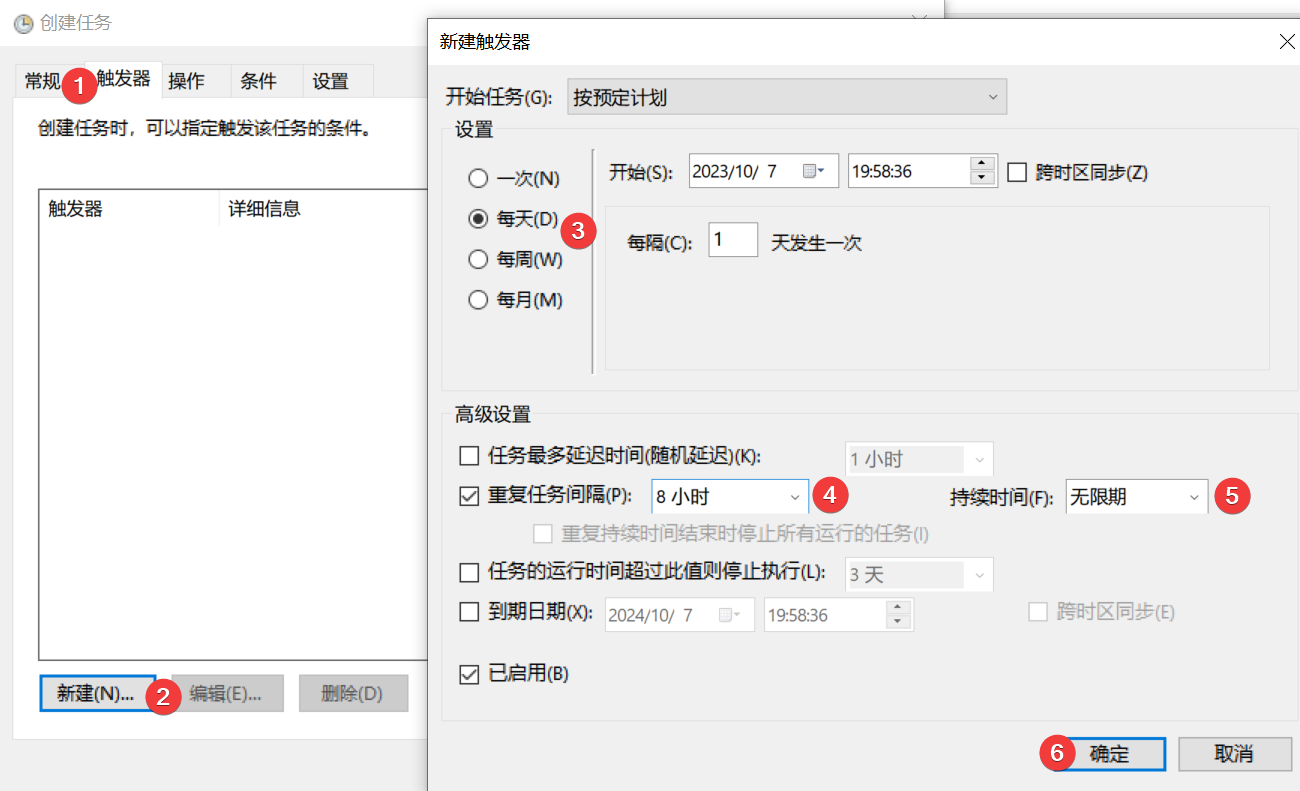 创建任务
常规 1 触发器 操作 条件 设置
创建任务时，可以指定触发该任务的条件。
触发器 详细信息
新建(N)... 2 编辑(E)... 删除(D)
新建触发器
开始任务(G): 按预定计划
设置
一次(N)
每天(D) 3
每周(W)
每月(M)
开始(S): 2023/10/ 7 19:58:36 跨时区同步(Z)
每隔(C): 1 天发生一次
高级设置
任务最多延迟时间(随机延迟)(K): 1 小时
重复任务间隔(P): 8 小时 4 持续时间(F): 无限期 5
重复持续时间结束时停止所有运行的任务(I)
任务的运行时间超过此值则停止执行(L): 3 天
到期日期(X): 2024/10/ 7 19:58:36 跨时区同步(E)
已启用(B)
6 确定 取消